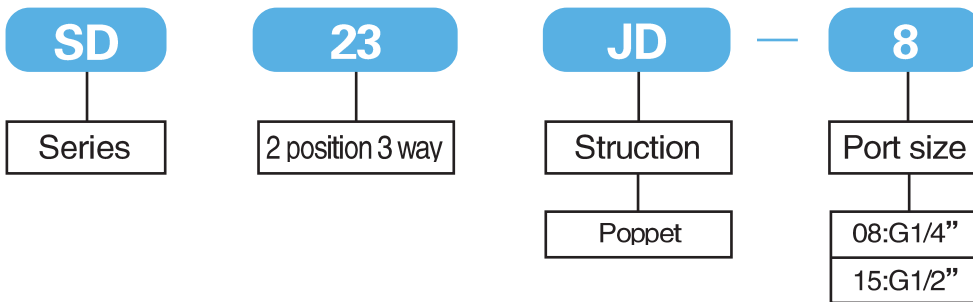 SD 23 JD — 8
Series 2 position 3 way Struction Port size
Poppet 08:G1/4”
15:G1/2”